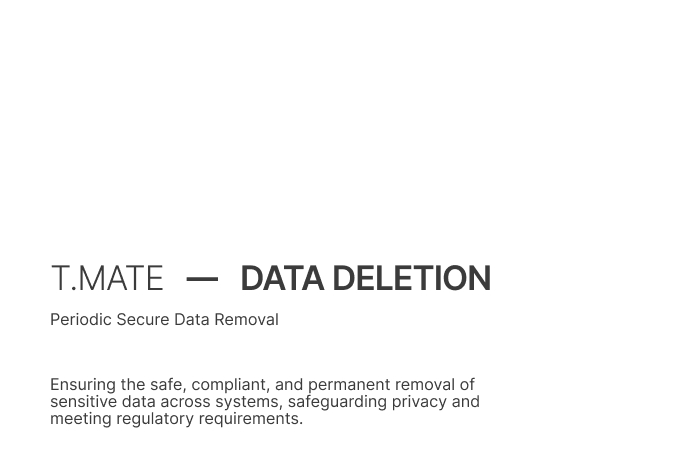 T.MATE — DATA DELETION
Periodic Secure Data Removal
Ensuring the safe, compliant, and permanent removal of
sensitive data across systems, safeguarding privacy and
meeting regulatory requirements.